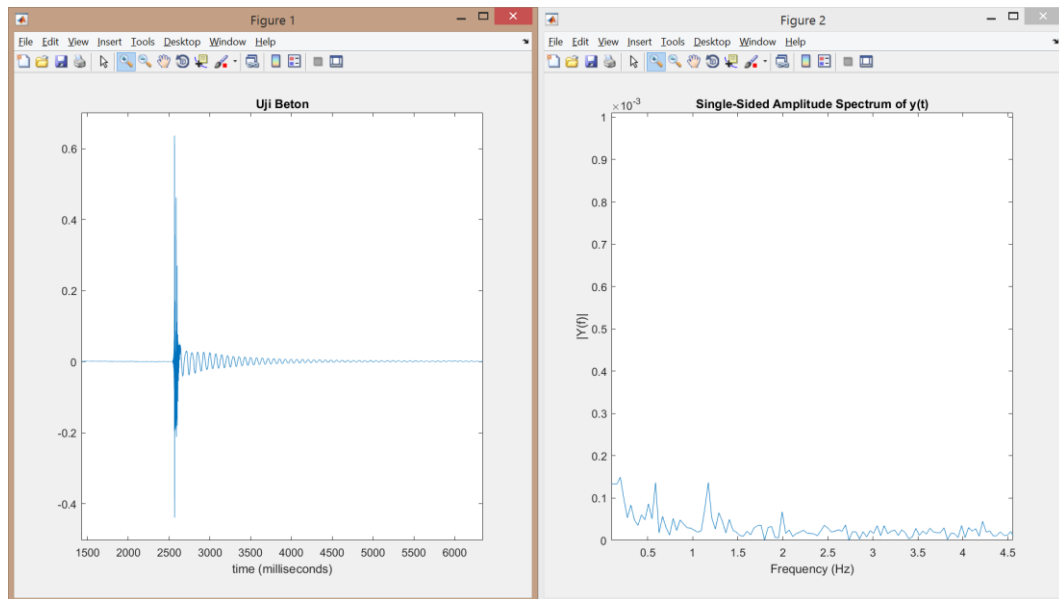 Figure 1
File Edit View Insert Tools Desktop Window Help
Uji Beton
0.6
0.4
0.2
0
-0.2
-0.4
1500 2000 2500 3000 3500 4000 4500 5000 5500 6000
time (milliseconds)
Figure 2
File Edit View Insert Tools Desktop Window Help
×10-3
Single-Sided Amplitude Spectrum of y(t)
1
0.9
0.8
0.7
0.6
0.5
0.4
0.3
0.2
0.1
0
|Y(f)|
0.5 1 1.5 2 2.5 3 3.5 4 4.5
Frequency (Hz)